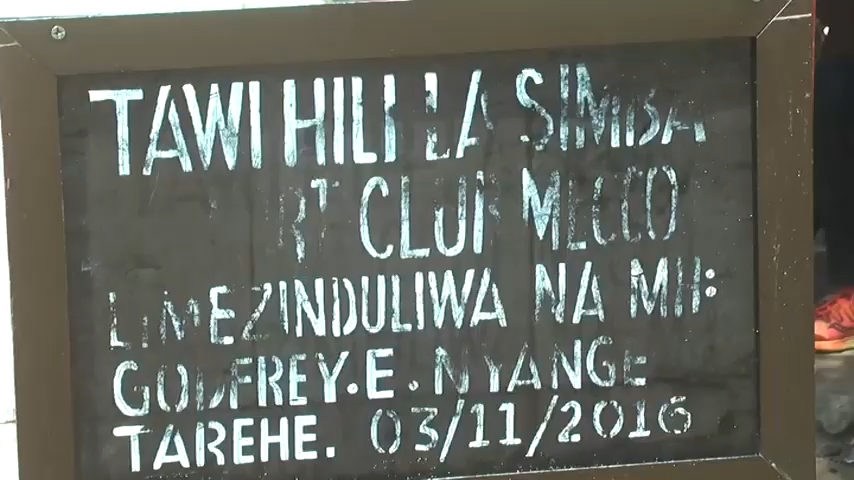 TAWI HILI LA SIMBA
RT CLUB MECCO
LIMEZINDULIWA NA MH:
GODFREY.E.NYANGE
TAREHE. 03/11/2016